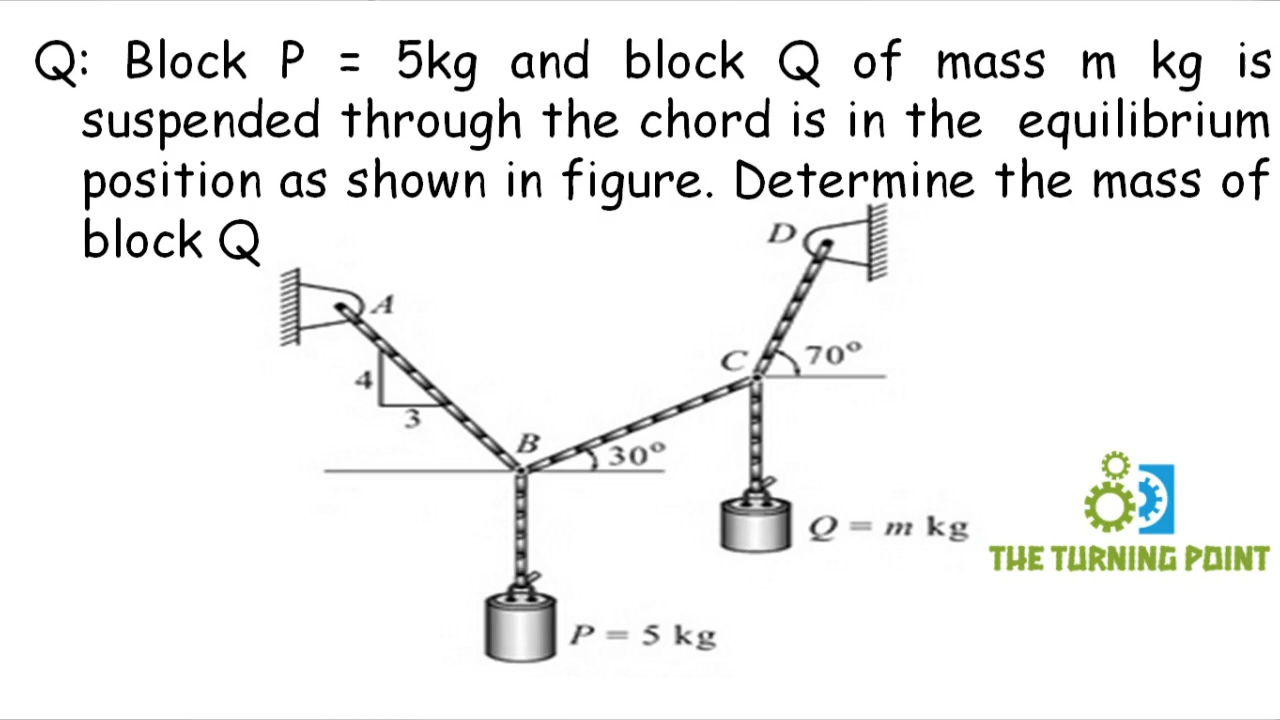 Q: Block P = 5kg and block Q of mass m kg is
suspended through the chord is in the equilibrium
position as shown in figure. Determine the mass of
block Q
D
A
C 70°
4
3
B
30°
Q = m kg
THE TURNING POINT
P = 5 kg